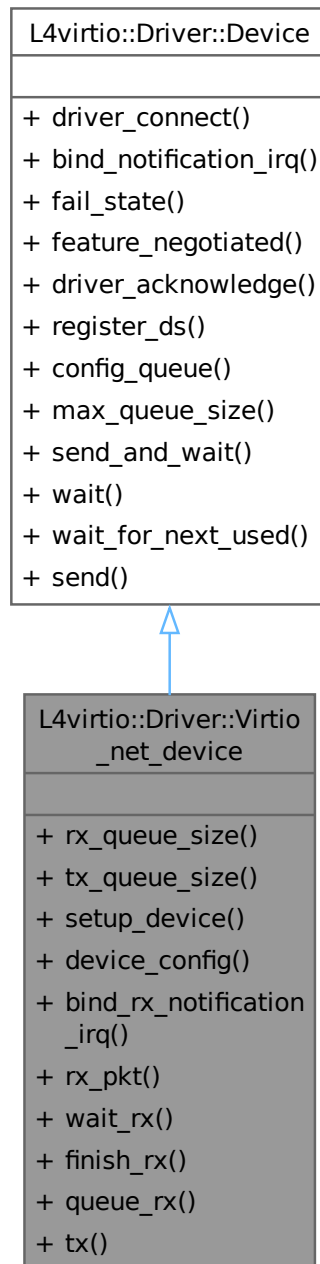 L4virtio::Driver::Device
+ driver_connect()
+ bind_notification_irq()
+ fail_state()
+ feature_negotiated()
+ driver_acknowledge()
+ register_ds()
+ config_queue()
+ max_queue_size()
+ send_and_wait()
+ wait()
+ wait_for_next_used()
+ send()
L4virtio::Driver::Virtio
_net_device
+ rx_queue_size()
+ tx_queue_size()
+ setup_device()
+ device_config()
+ bind_rx_notification
_irq()
+ rx_pkt()
+ wait_rx()
+ finish_rx()
+ queue_rx()
+ tx()